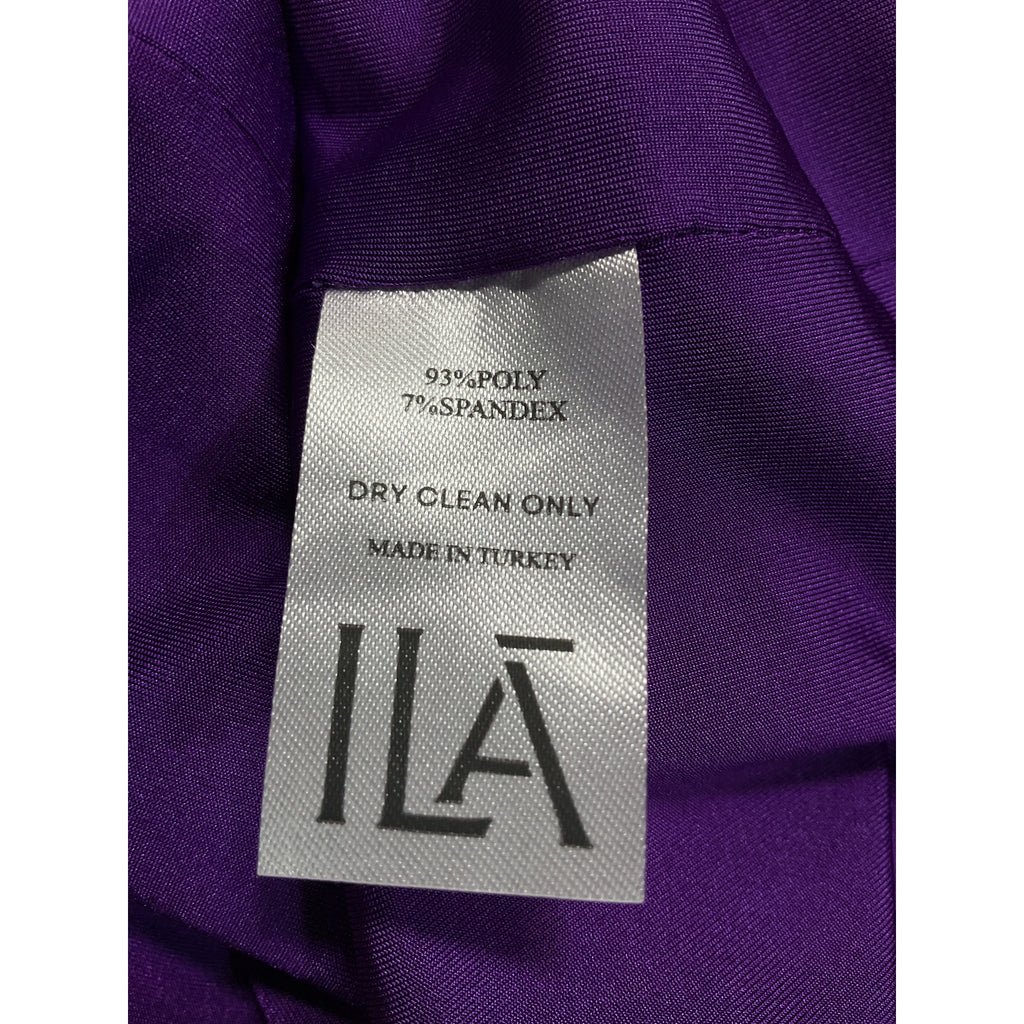 93%POLY
7%SPANDEX
DRY CLEAN ONLY
MADE IN TURKEY
ILĀ